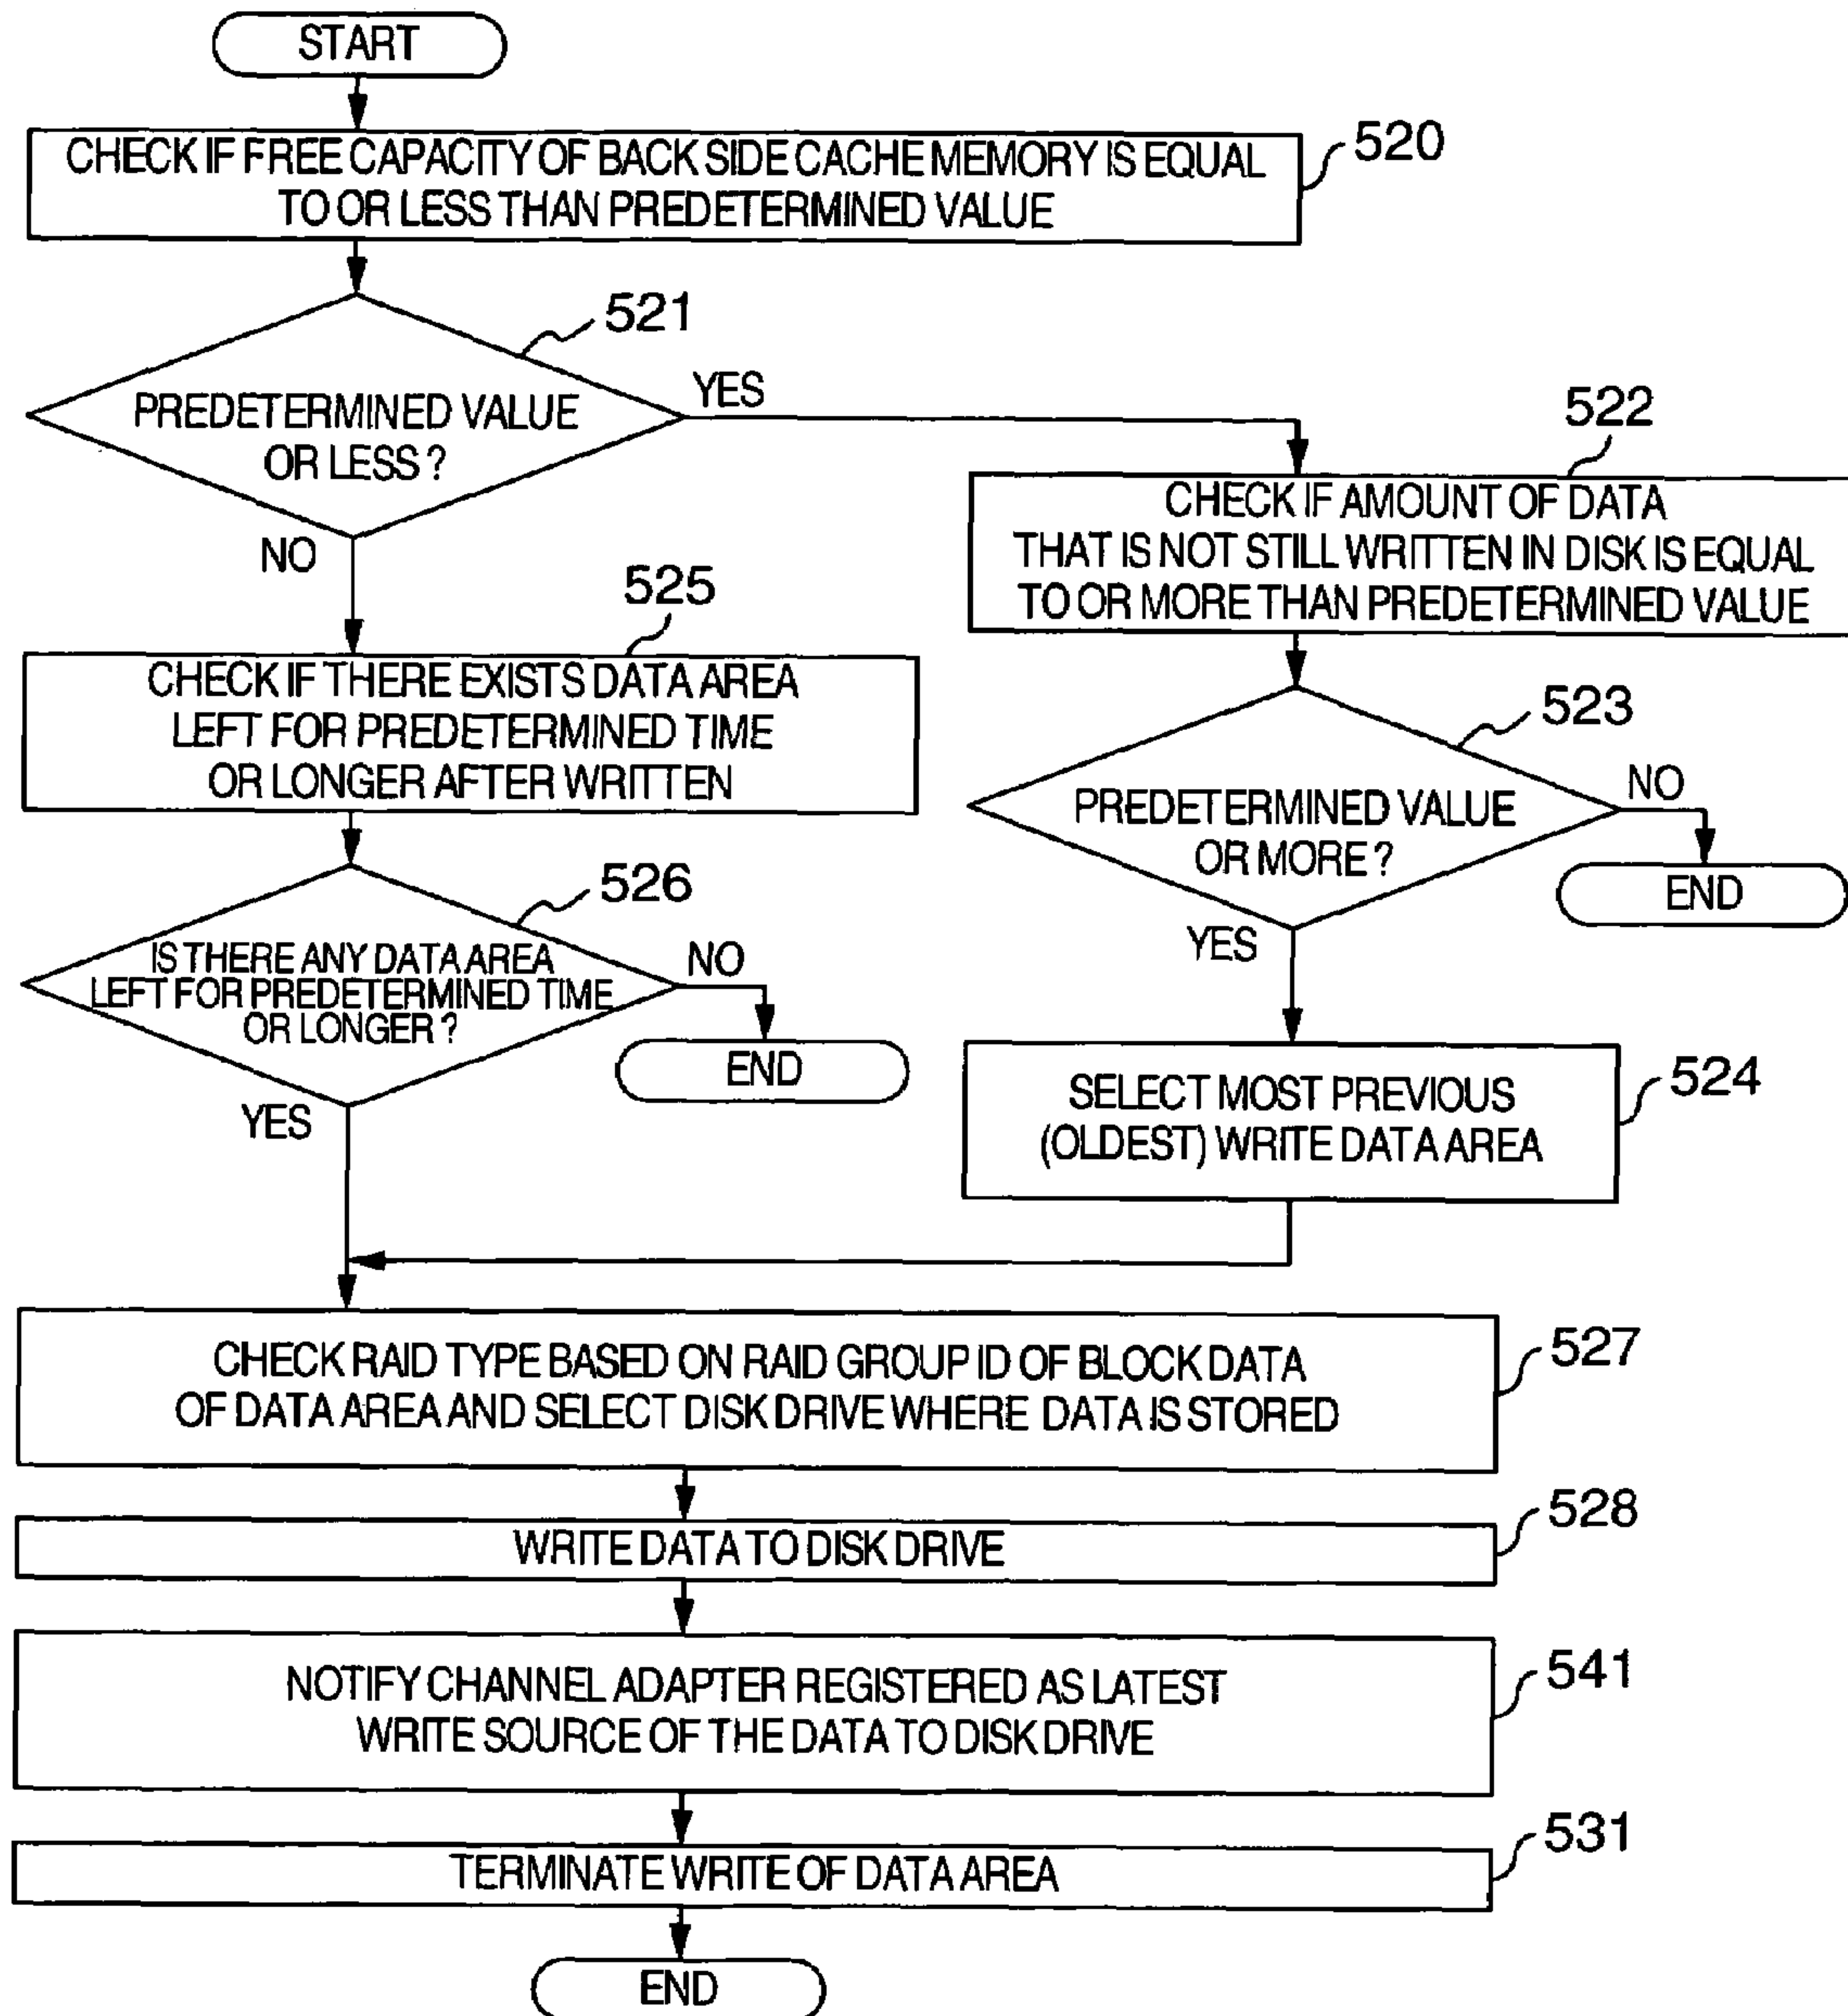 START
CHECK IF FREE CAPACITY OF BACK SIDE CACHE MEMORY IS EQUAL
TO OR LESS THAN PREDETERMINED VALUE
520
521
PREDETERMINED VALUE
OR LESS ?
YES
NO
522
CHECK IF AMOUNT OF DATA
THAT IS NOT STILL WRITTEN IN DISK IS EQUAL
TO OR MORE THAN PREDETERMINED VALUE
525
CHECK IF THERE EXISTS DATA AREA
LEFT FOR PREDETERMINED TIME
OR LONGER AFTER WRITTEN
523
PREDETERMINED VALUE
OR MORE ?
NO
END
YES
526
IS THERE ANY DATA AREA
LEFT FOR PREDETERMINED TIME
OR LONGER ?
NO
END
YES
524
SELECT MOST PREVIOUS
(OLDEST) WRITE DATA AREA
CHECK RAID TYPE BASED ON RAID GROUP ID OF BLOCK DATA
OF DATA AREA AND SELECT DISK DRIVE WHERE DATA IS STORED
527
WRITE DATA TO DISK DRIVE
528
NOTIFY CHANNEL ADAPTER REGISTERED AS LATEST
WRITE SOURCE OF THE DATA TO DISK DRIVE
541
TERMINATE WRITE OF DATA AREA
531
END